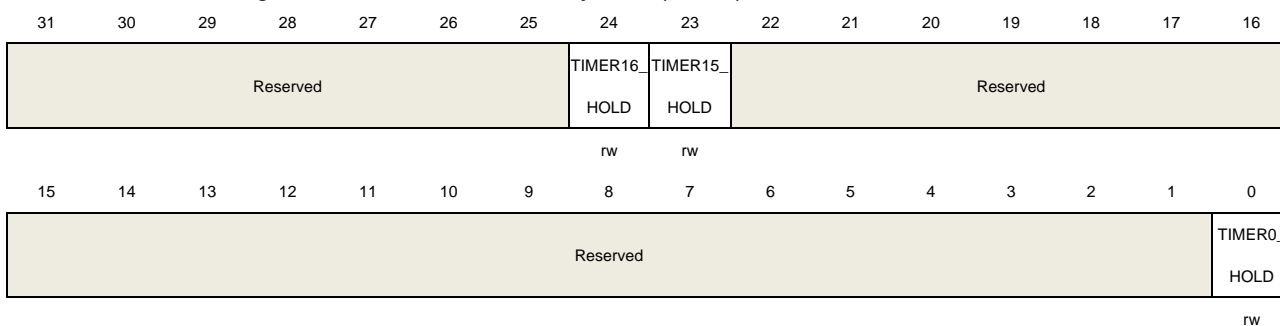 31 30 29 28 27 26 25 24 23 22 21 20 19 18 17 16
Reserved TIMER16_ HOLD TIMER15_ HOLD Reserved
rw rw
15 14 13 12 11 10 9 8 7 6 5 4 3 2 1 0
Reserved TIMER0_ HOLD
rw